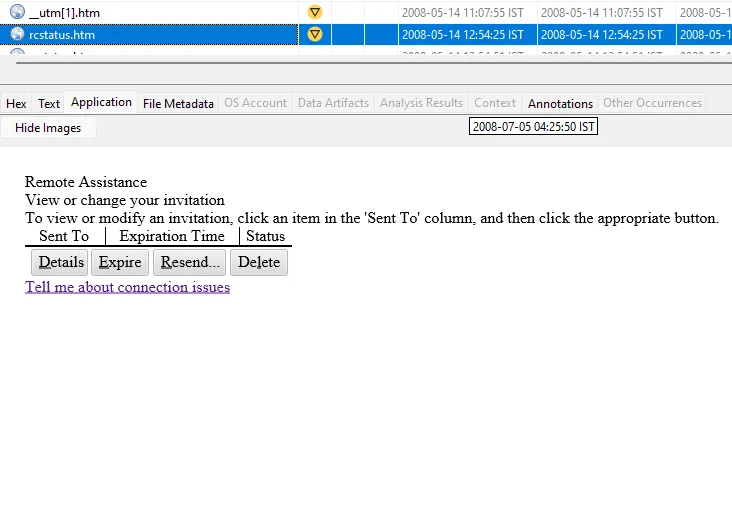 __utm[1].htm 2008-05-14 11:07:55 IST 2008-05-14 11:07:55 IST 2008-05-1
rcstatus.htm 2008-05-14 12:54:25 IST 2008-05-14 12:54:25 IST 2008-05-1
Hex Text Application File Metadata OS Account Data Artifacts Analysis Results Context Annotations Other Occurrences
Hide Images 2008-07-05 04:25:50 IST
Remote Assistance
View or change your invitation
To view or modify an invitation, click an item in the 'Sent To' column, and then click the appropriate button.
Sent To Expiration Time Status
Details Expire Resend... Delete
Tell me about connection issues